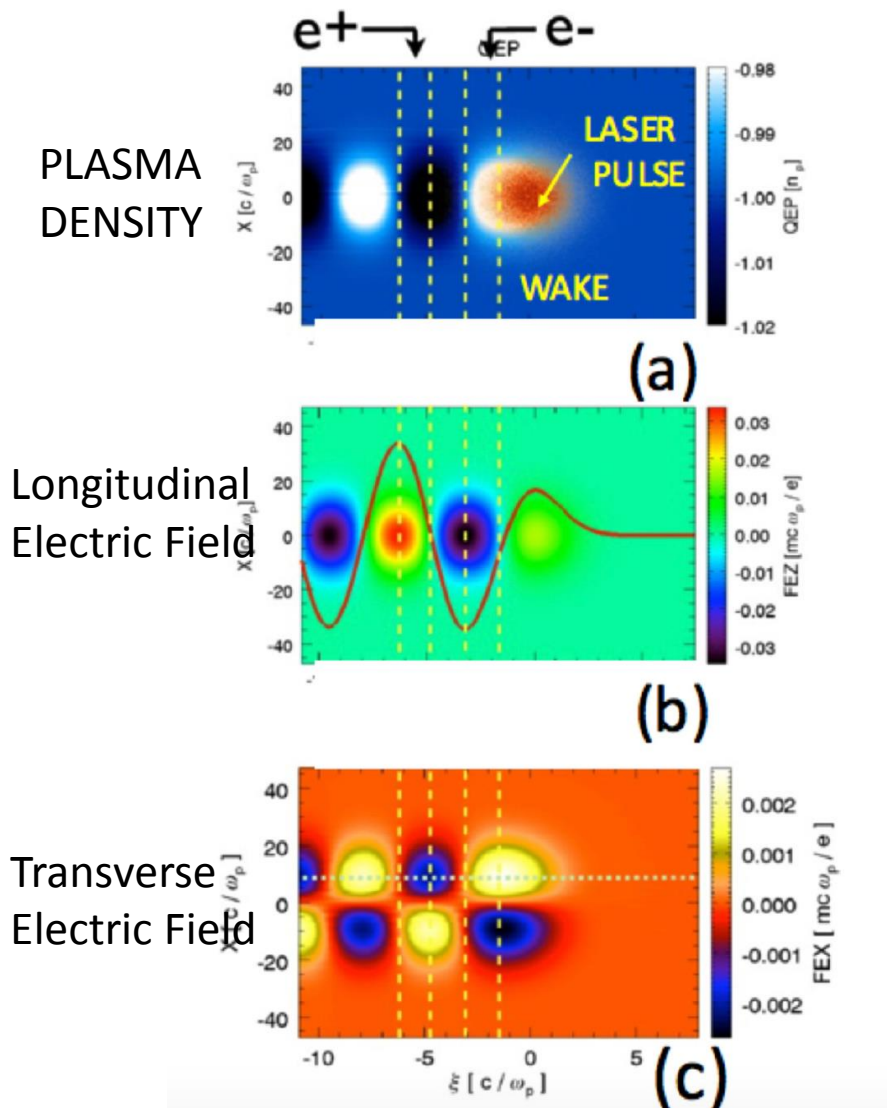 e+ e-
QEP
PLASMA
DENSITY
X [ c / ωp ]
40
20
0
-20
-40
LASER
PULSE
WAKE
-0.98
-0.99
-1.00
-1.01
-1.02
QEP [ np ]
(a)
Longitudinal
Electric Field
X [ c / ωp ]
40
20
0
-20
-40
0.03
0.02
0.01
0.00
-0.01
-0.02
-0.03
FEZ [ mc ωp / e ]
(b)
Transverse
Electric Field
X [ c / ωp ]
40
20
0
-20
-40
0.002
0.001
0.000
-0.001
-0.002
FEX [ mc ωp / e ]
-10 -5 0 5
ξ [ c / ωp ]
(c)